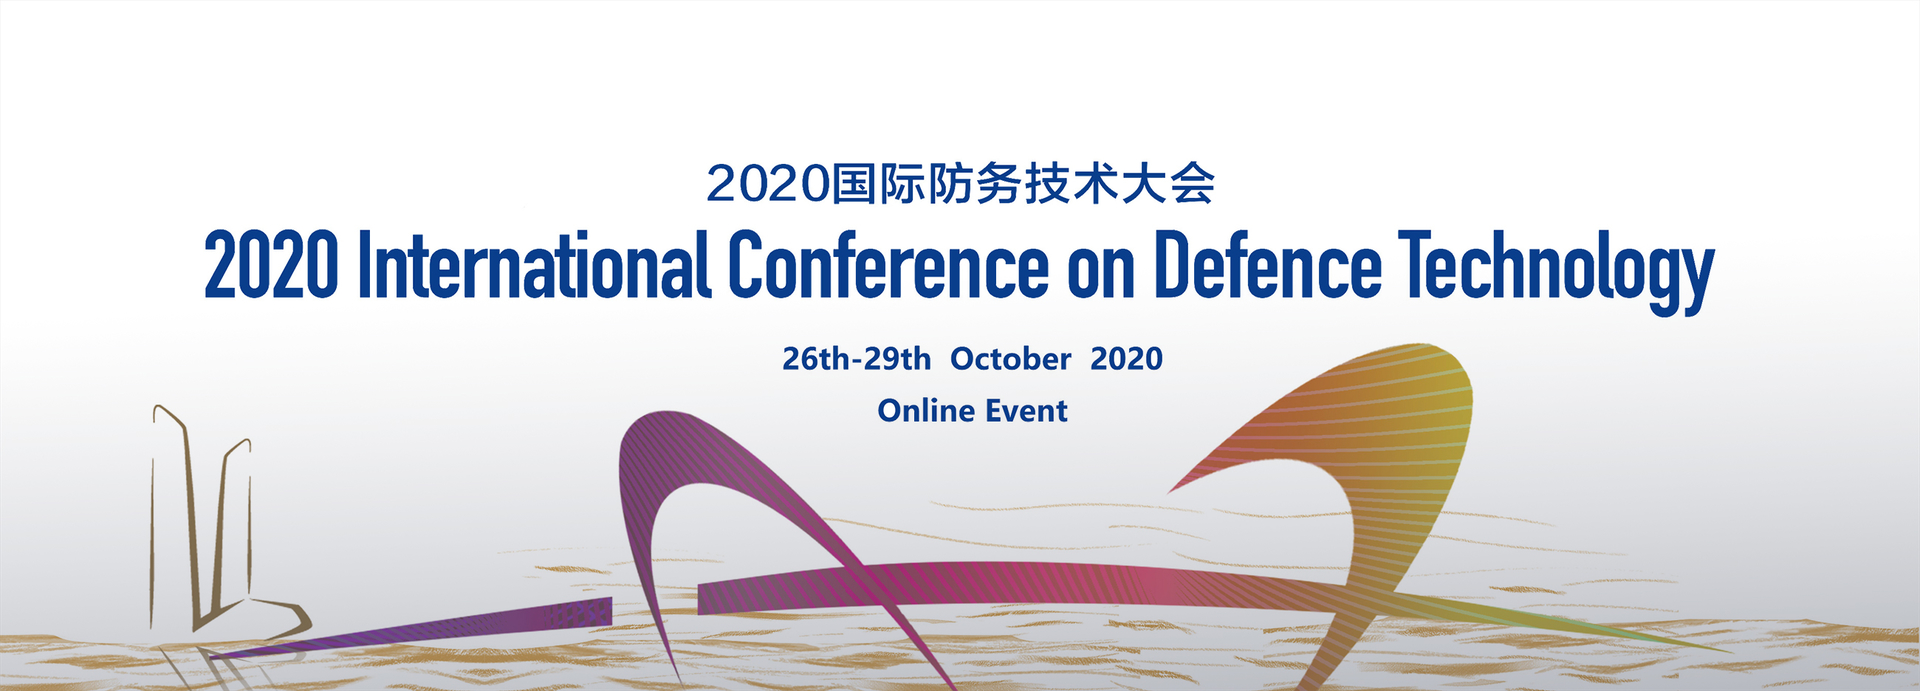 2020国际防务技术大会
2020 International Conference on Defence Technology
26th-29th October 2020
Online Event